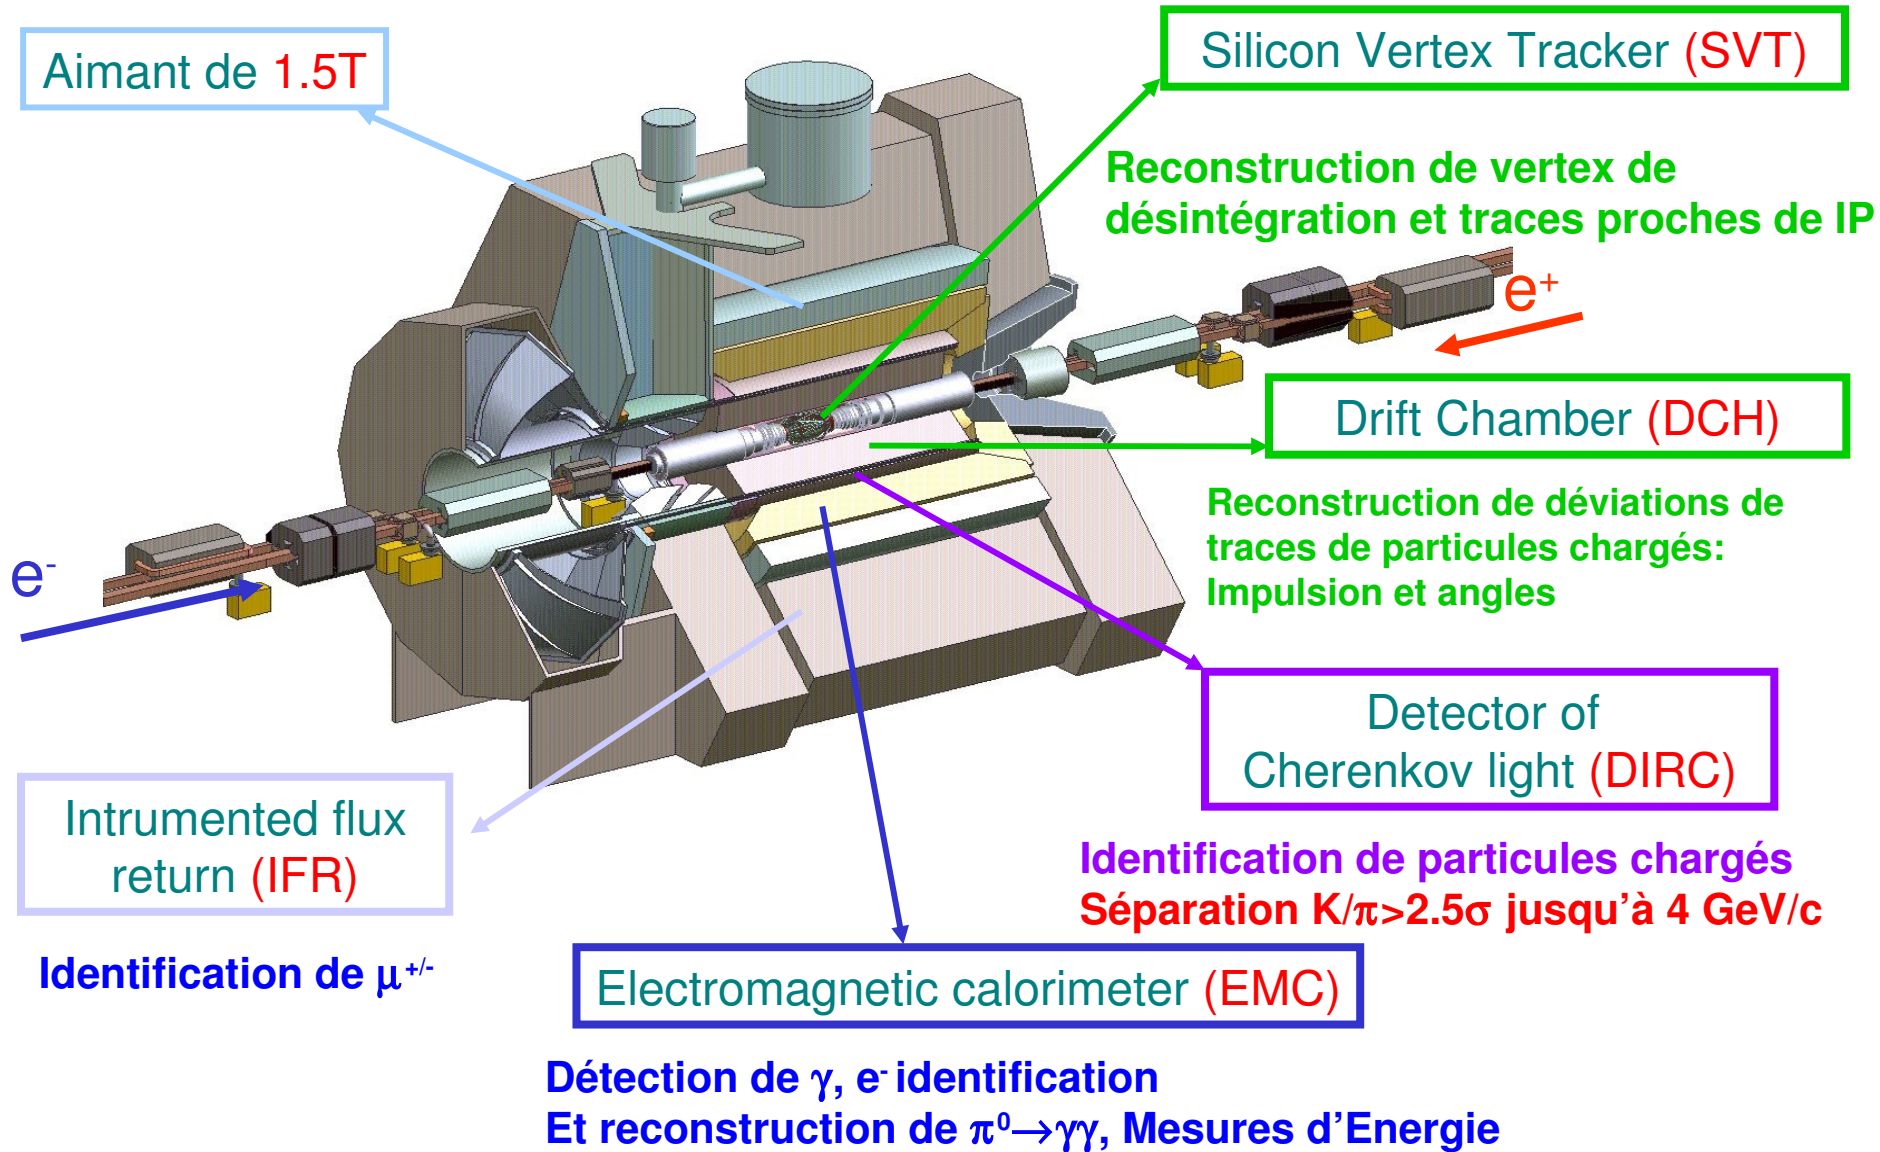 Aimant de 1.5T
Silicon Vertex Tracker (SVT)
Reconstruction de vertex de
désintégration et traces proches de IP
e+
Drift Chamber (DCH)
Reconstruction de déviations de
traces de particules chargés:
Impulsion et angles
e-
Detector of
Cherenkov light (DIRC)
Identification de particules chargés
Séparation K/π>2.5σ jusqu’à 4 GeV/c
Intrumented flux
return (IFR)
Identification de μ+/-
Electromagnetic calorimeter (EMC)
Détection de γ, e- identification
Et reconstruction de π0→γγ, Mesures d’Energie